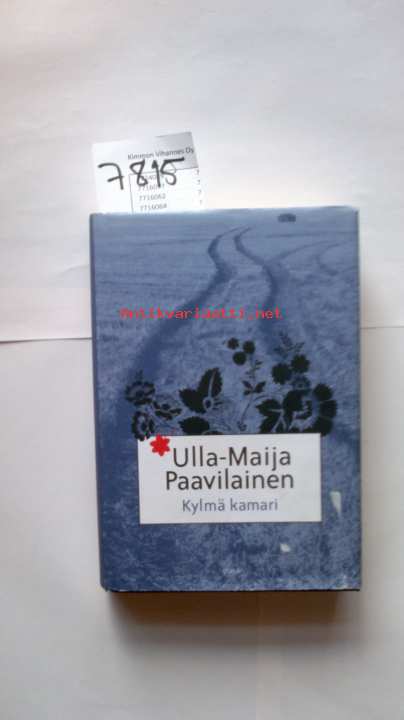 Kimmon Vihannes Oy
7815
7716062
7716064
Antikvariaatti.net
Ulla-Maija
Paavilainen
Kylmä kamari